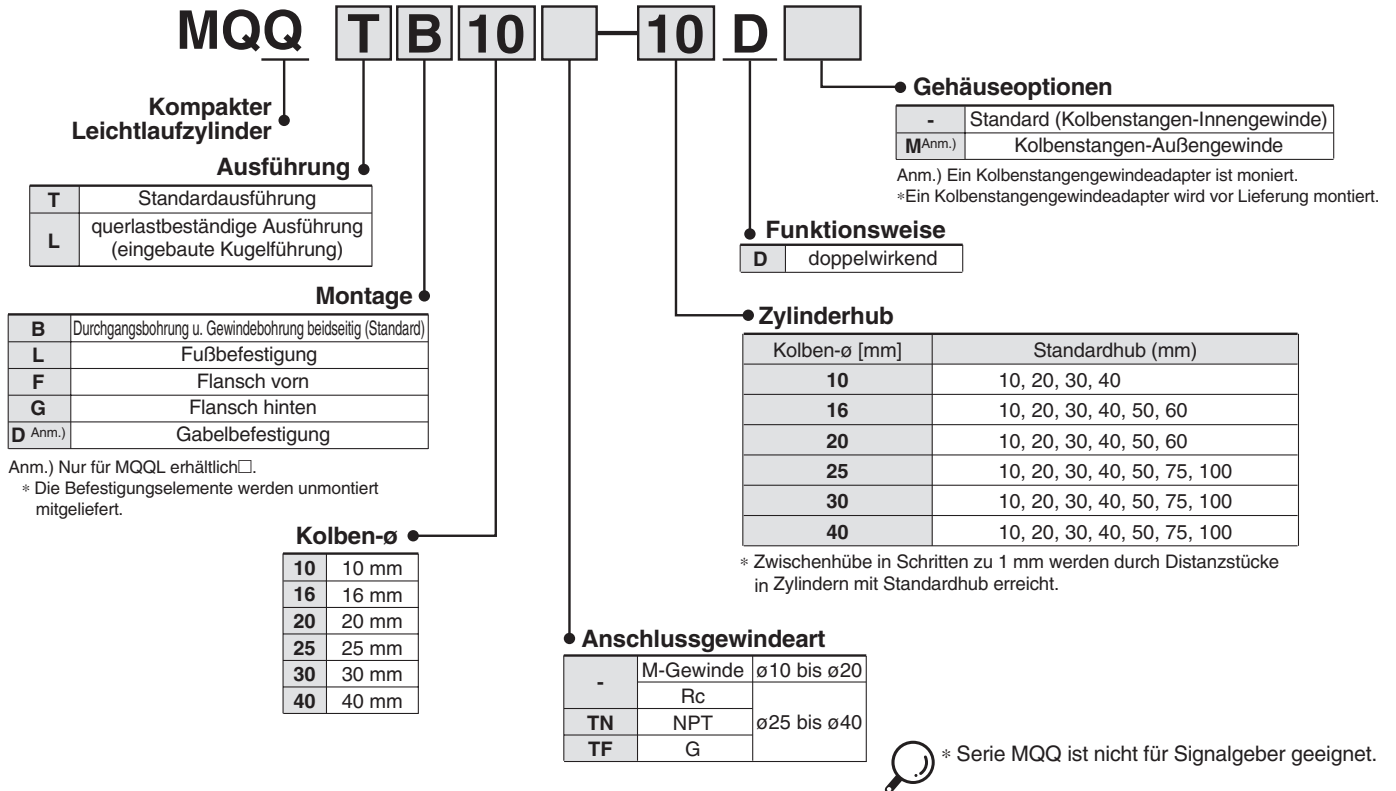 MQQ T B 10 - 10 D
Gehäuseoptionen
- Standard (Kolbenstangen-Innengewinde)
M Anm.) Kolbenstangen-Außengewinde
Anm.) Ein Kolbenstangengewindeadapter ist moniert.
*Ein Kolbenstangengewindeadapter wird vor Lieferung montiert.
Kompakter
Leichtlaufzylinder
Ausführung
T Standardausführung
L querlastbeständige Ausführung
(eingebaute Kugelführung)
Funktionsweise
D doppelwirkend
Montage
B Durchgangsbohrung u. Gewindebohrung beidseitig (Standard)
L Fußbefestigung
F Flansch vorn
G Flansch hinten
D Anm.) Gabelbefestigung
Anm.) Nur für MQQL erhältlich□.
* Die Befestigungselemente werden unmontiert
mitgeliefert.
Zylinderhub
Kolben-ø [mm] Standardhub (mm)
10 10, 20, 30, 40
16 10, 20, 30, 40, 50, 60
20 10, 20, 30, 40, 50, 60
25 10, 20, 30, 40, 50, 75, 100
30 10, 20, 30, 40, 50, 75, 100
40 10, 20, 30, 40, 50, 75, 100
* Zwischenhübe in Schritten zu 1 mm werden durch Distanzstücke
in Zylindern mit Standardhub erreicht.
Kolben-ø
10 10 mm
16 16 mm
20 20 mm
25 25 mm
30 30 mm
40 40 mm
Anschlussgewindeart
- M-Gewinde ø10 bis ø20
Rc
TN NPT ø25 bis ø40
TF G
* Serie MQQ ist nicht für Signalgeber geeignet.